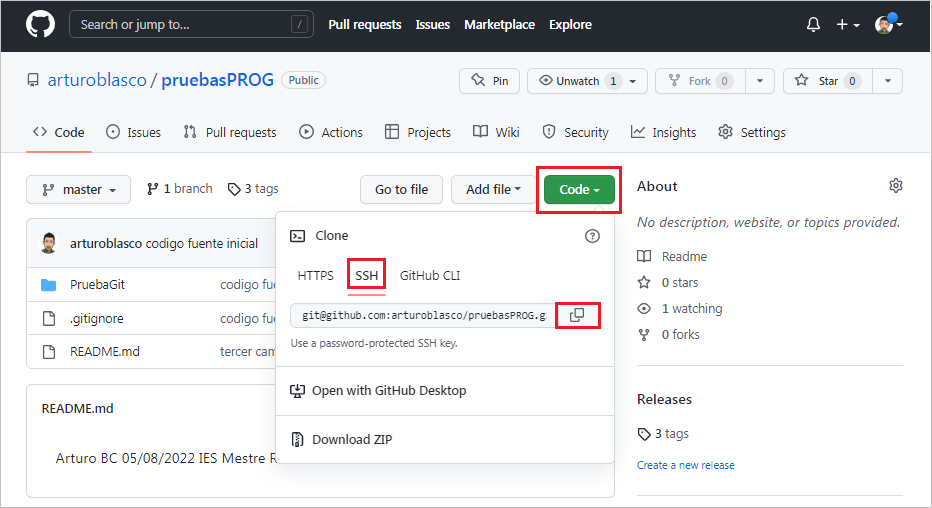 Search or jump to... / Pull requests Issues Marketplace Explore
arturoblasco / pruebasPROG Public Pin Unwatch 1 Fork 0 Star 0
Code Issues Pull requests Actions Projects Wiki Security Insights Settings
master 1 branch 3 tags Go to file Add file Code
About
No description, website, or topics provided.
Readme
0 stars
1 watching
0 forks
Releases
3 tags
Create a new release
arturoblasco codigo fuente inicial
PruebaGit codigo fue
.gitignore codigo fue
README.md tercer cam
Clone
HTTPS SSH GitHub CLI
git@github.com:arturoblasco/pruebasPROG.g
Use a password-protected SSH key.
Open with GitHub Desktop
Download ZIP
README.md
Arturo BC 05/08/2022 IES Mestre R